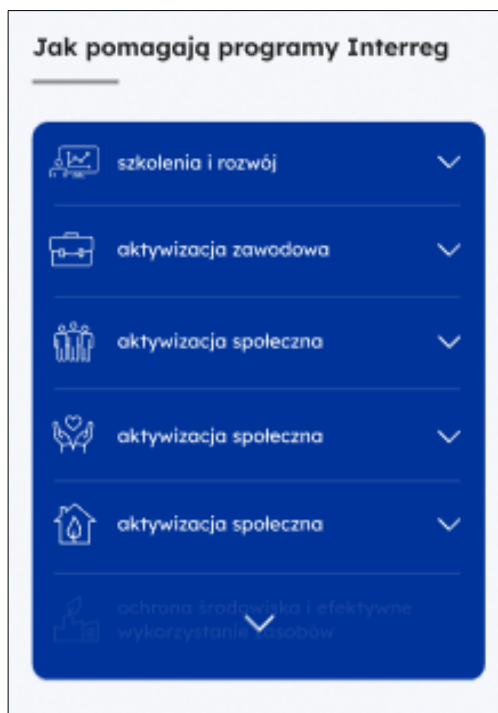 Jak pomagają programy Interreg
szkolenia i rozwój
aktywizacja zawodowa
aktywizacja społeczna
aktywizacja społeczna
aktywizacja społeczna
ochrona środowiska i efektywne
wykorzystanie zasobów